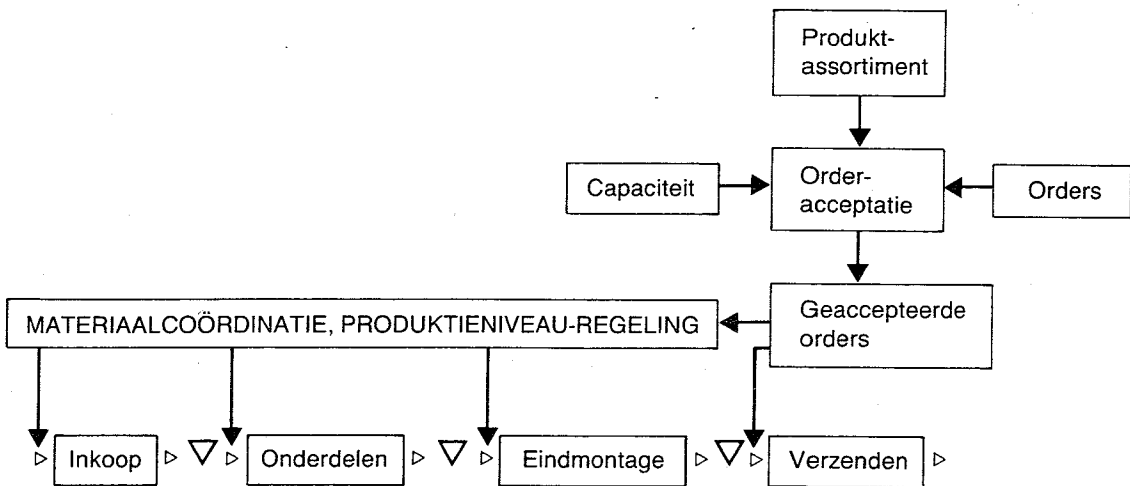 Produkt-
assortiment
Capaciteit
Order-
acceptatie
Orders
MATERIAALCOÖRDINATIE, PRODUKTIENIVEAU-REGELING
Geaccepteerde
orders
Inkoop
Onderdelen
Eindmontage
Verzenden